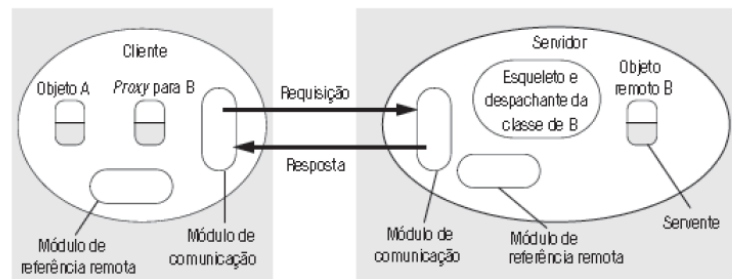 Cliente
Objeto A
Proxy para B
Requisição
Resposta
Módulo de
referência remota
Módulo de
comunicação
Servidor
Esqueleto e
despachante da
classe de B
Objeto
remoto B
Servente
Módulo de
comunicação
Módulo de
referência remota